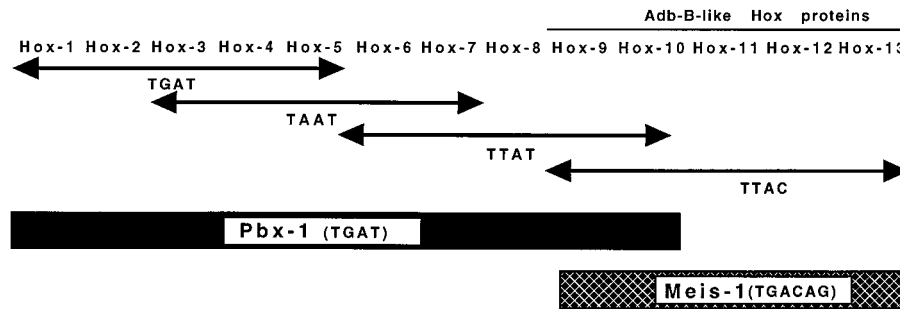 Adb-B-like Hox proteins
Hox-1 Hox-2 Hox-3 Hox-4 Hox-5 Hox-6 Hox-7 Hox-8 Hox-9 Hox-10 Hox-11 Hox-12 Hox-13
TGAT
TAAT
TTAT
TTAC
Pbx-1 (TGAT)
Meis-1(TGACAG)